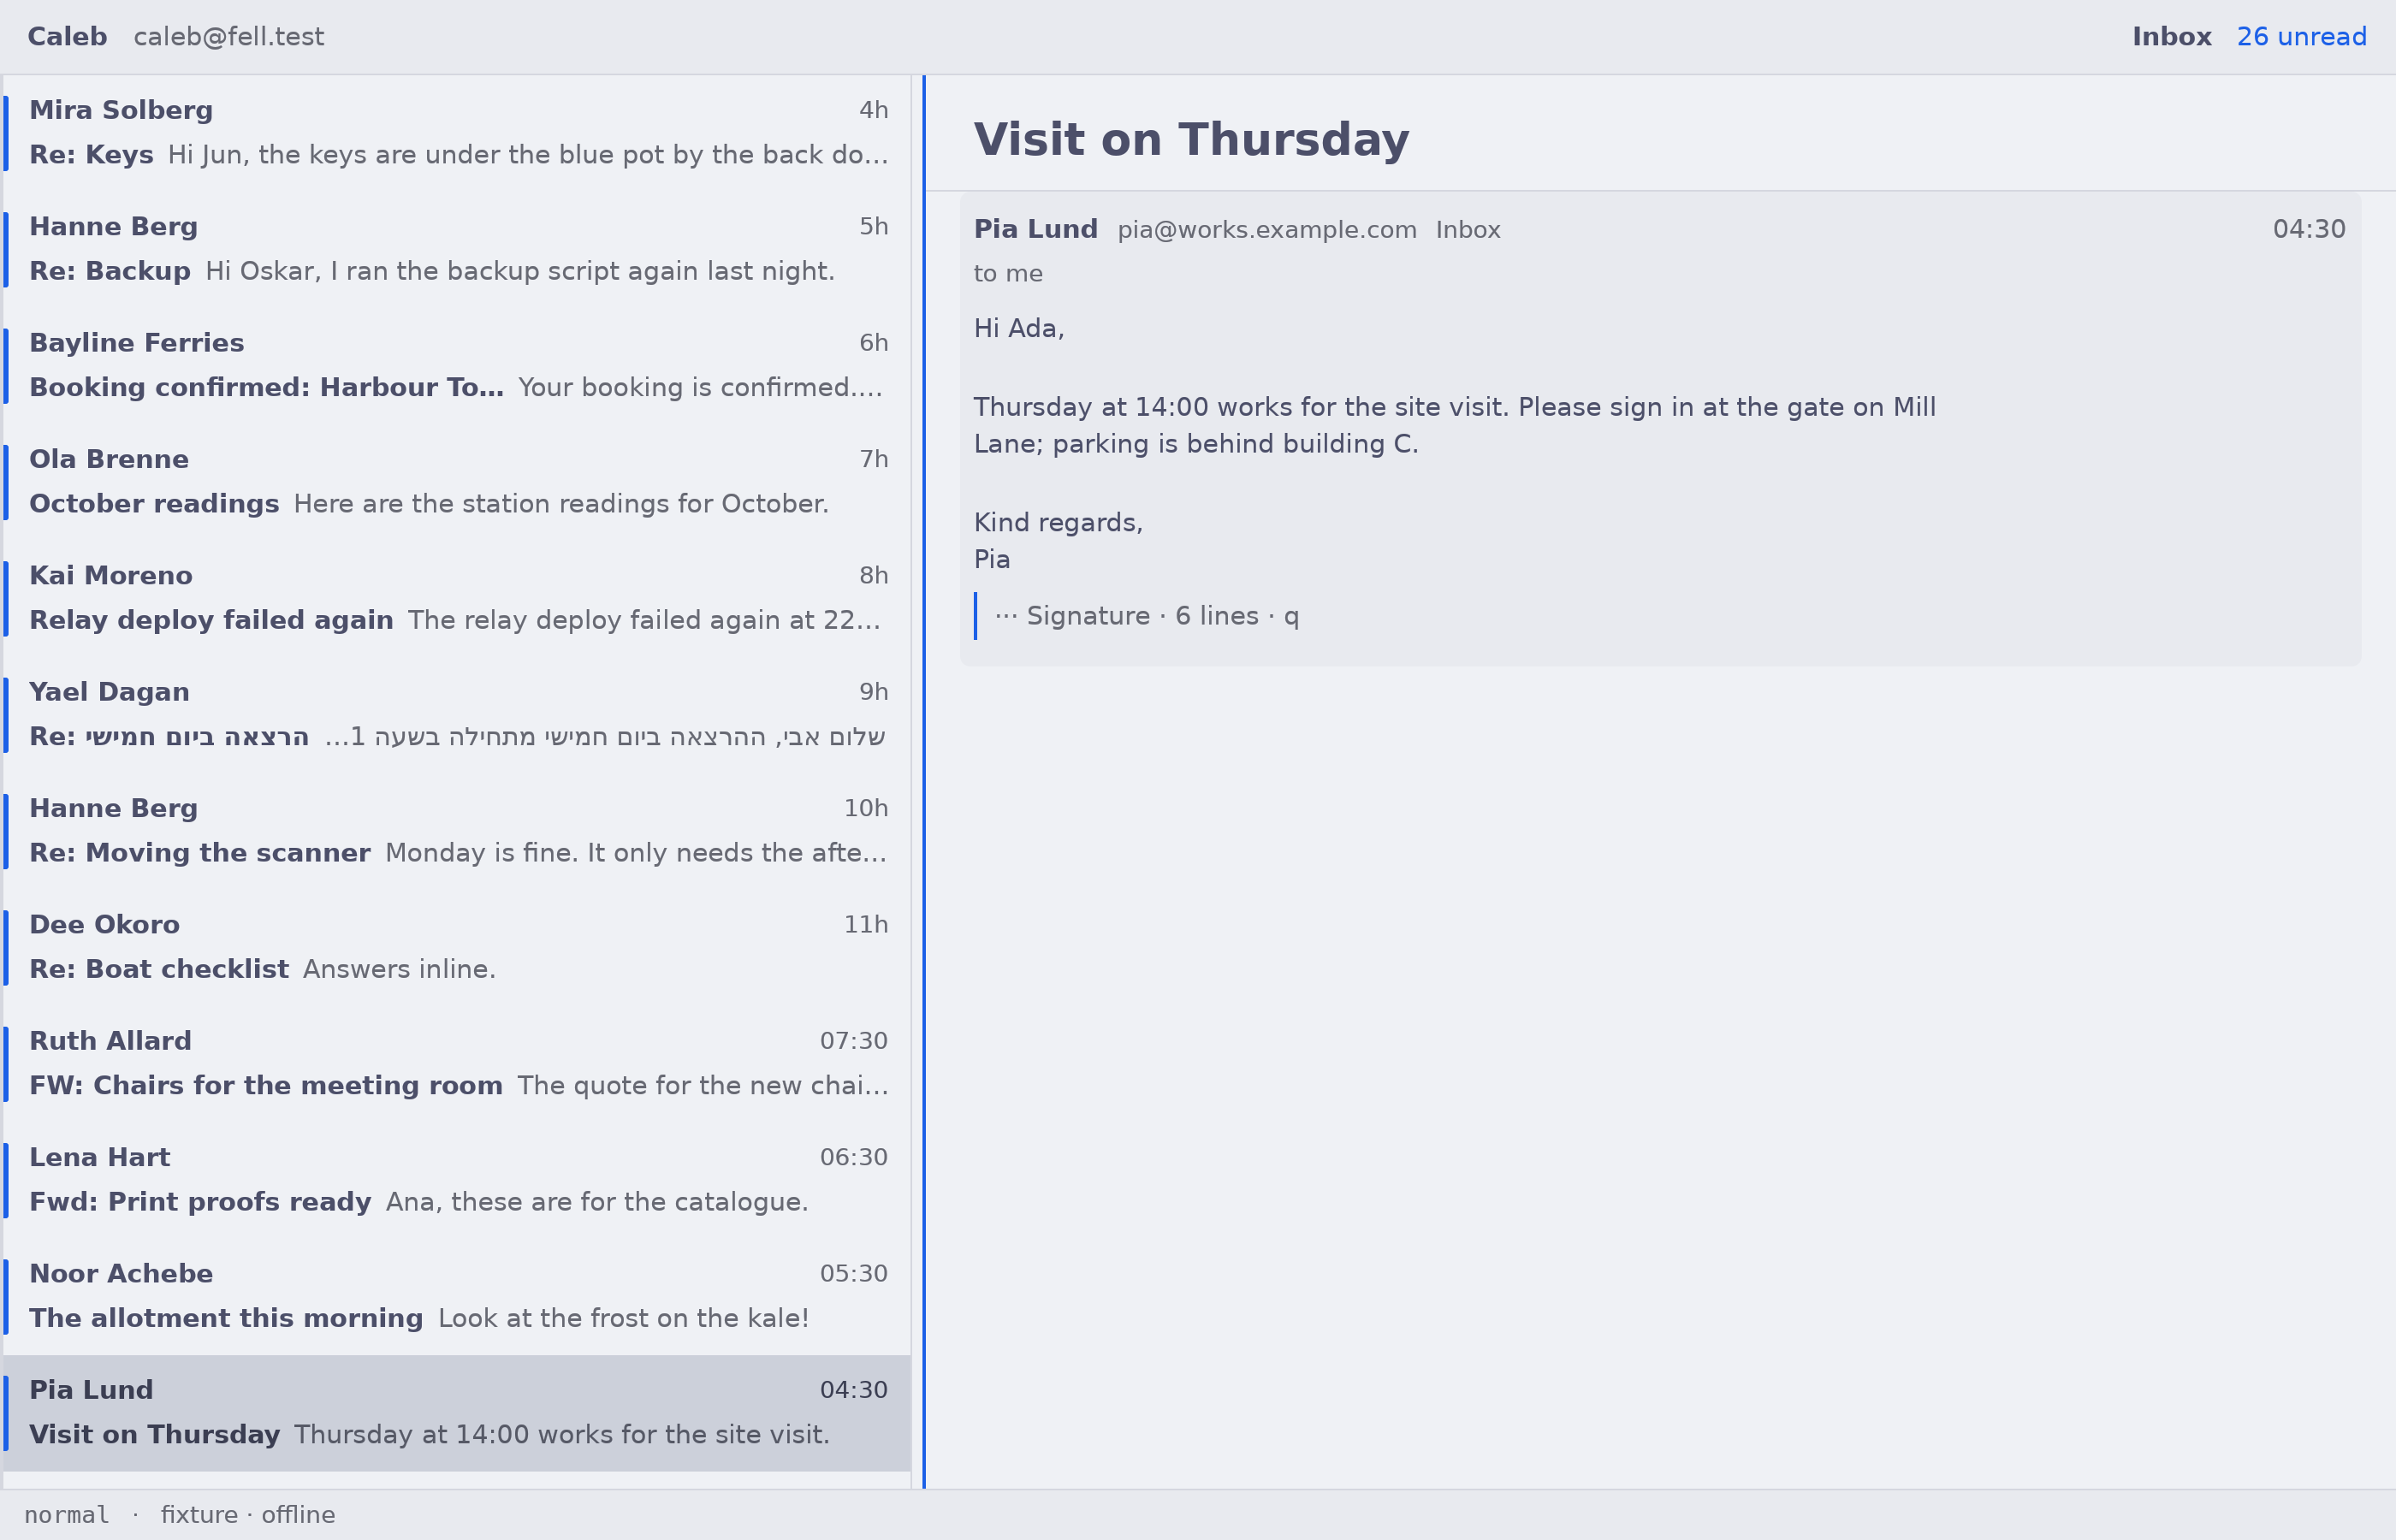 Caleb caleb@fell.test
Inbox 26 unread
Mira Solberg 4h
Re: Keys Hi Jun, the keys are under the blue pot by the back do…
Hanne Berg 5h
Re: Backup Hi Oskar, I ran the backup script again last night.
Bayline Ferries 6h
Booking confirmed: Harbour To… Your booking is confirmed.…
Ola Brenne 7h
October readings Here are the station readings for October.
Kai Moreno 8h
Relay deploy failed again The relay deploy failed again at 22…
Yael Dagan 9h
Re: הרצאה ביום חמישי שלום אבי, ההרצאה ביום חמישי מתחילה בשעה 1…
Hanne Berg 10h
Re: Moving the scanner Monday is fine. It only needs the afte…
Dee Okoro 11h
Re: Boat checklist Answers inline.
Ruth Allard 07:30
FW: Chairs for the meeting room The quote for the new chai…
Lena Hart 06:30
Fwd: Print proofs ready Ana, these are for the catalogue.
Noor Achebe 05:30
The allotment this morning Look at the frost on the kale!
Pia Lund 04:30
Visit on Thursday Thursday at 14:00 works for the site visit.
Visit on Thursday
Pia Lund pia@works.example.com Inbox 04:30
to me
Hi Ada,
Thursday at 14:00 works for the site visit. Please sign in at the gate on Mill
Lane; parking is behind building C.
Kind regards,
Pia
··· Signature · 6 lines · q
normal · fixture · offline